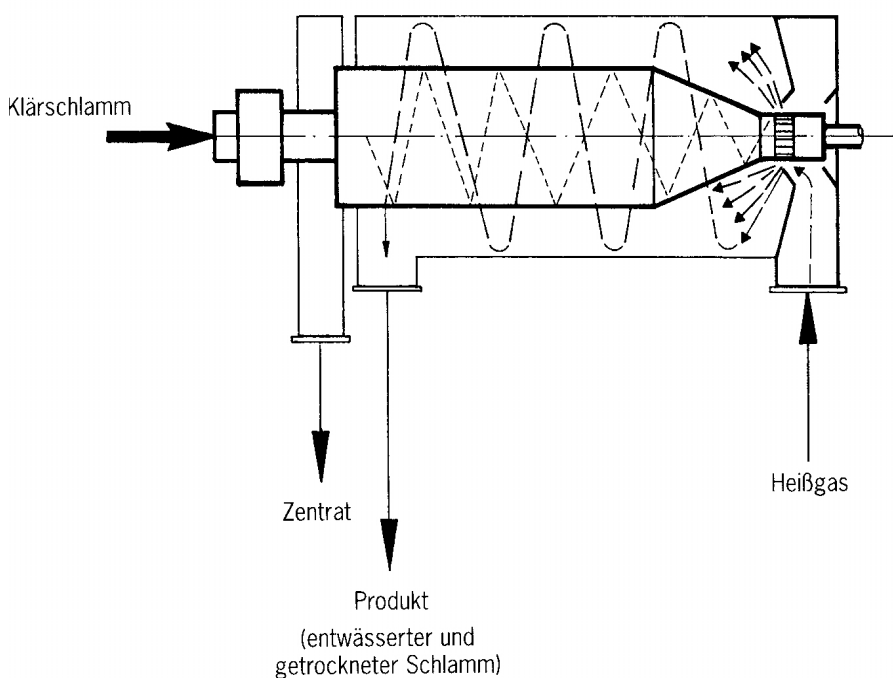 Klärschlamm
Heißgas
Zentrat
Produkt
(entwässerter und
getrockneter Schlamm)